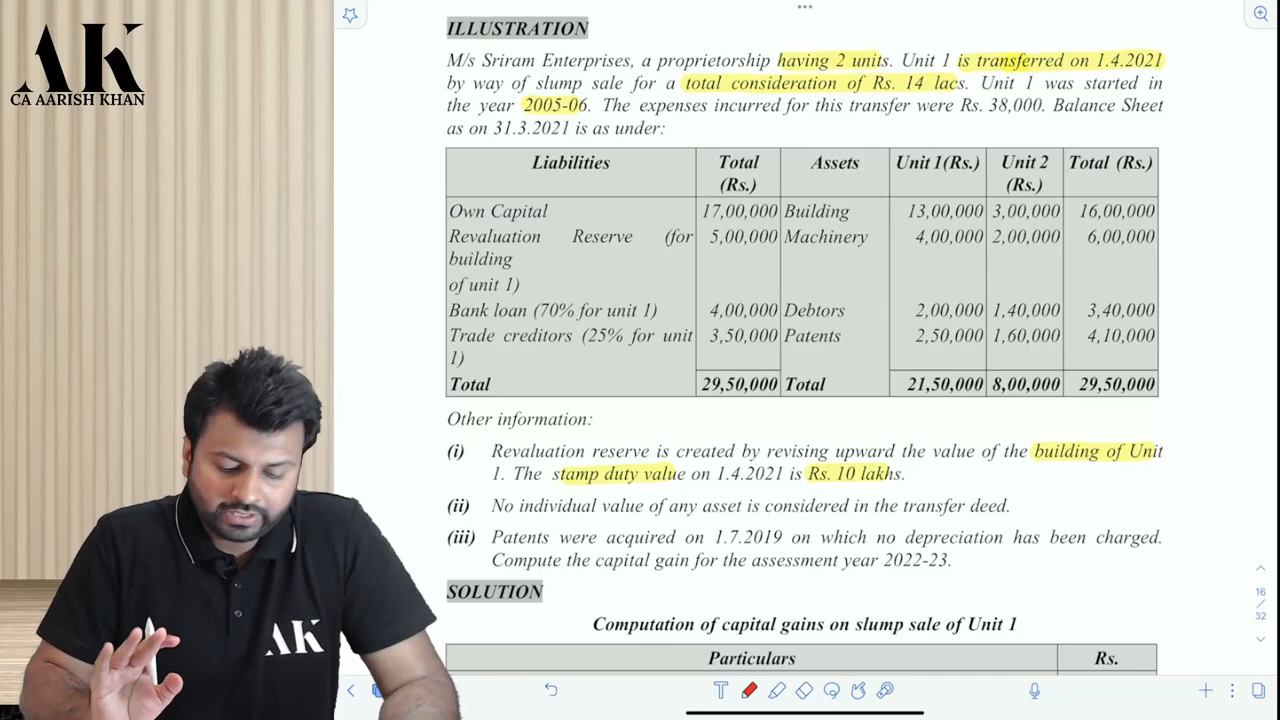 AK
CA AARISH KHAN
ILLUSTRATION
M/s Sriram Enterprises, a proprietorship having 2 units. Unit 1 is transferred on 1.4.2021
by way of slump sale for a total consideration of Rs. 14 lacs. Unit 1 was started in
the year 2005-06. The expenses incurred for this transfer were Rs. 38,000. Balance Sheet
as on 31.3.2021 is as under:
Liabilities Total (Rs.) Assets Unit 1(Rs.) Unit 2 (Rs.) Total (Rs.)
Own Capital 17,00,000 Building 13,00,000 3,00,000 16,00,000
Revaluation Reserve (for 5,00,000 Machinery 4,00,000 2,00,000 6,00,000
building
of unit 1)
Bank loan (70% for unit 1) 4,00,000 Debtors 2,00,000 1,40,000 3,40,000
Trade creditors (25% for unit 3,50,000 Patents 2,50,000 1,60,000 4,10,000
1)
Total 29,50,000 Total 21,50,000 8,00,000 29,50,000
Other information:
(i) Revaluation reserve is created by revising upward the value of the building of Unit
1. The stamp duty value on 1.4.2021 is Rs. 10 lakhs.
(ii) No individual value of any asset is considered in the transfer deed.
(iii) Patents were acquired on 1.7.2019 on which no depreciation has been charged.
Compute the capital gain for the assessment year 2022-23.
SOLUTION
Computation of capital gains on slump sale of Unit 1
Particulars Rs.
16
/
32
AK